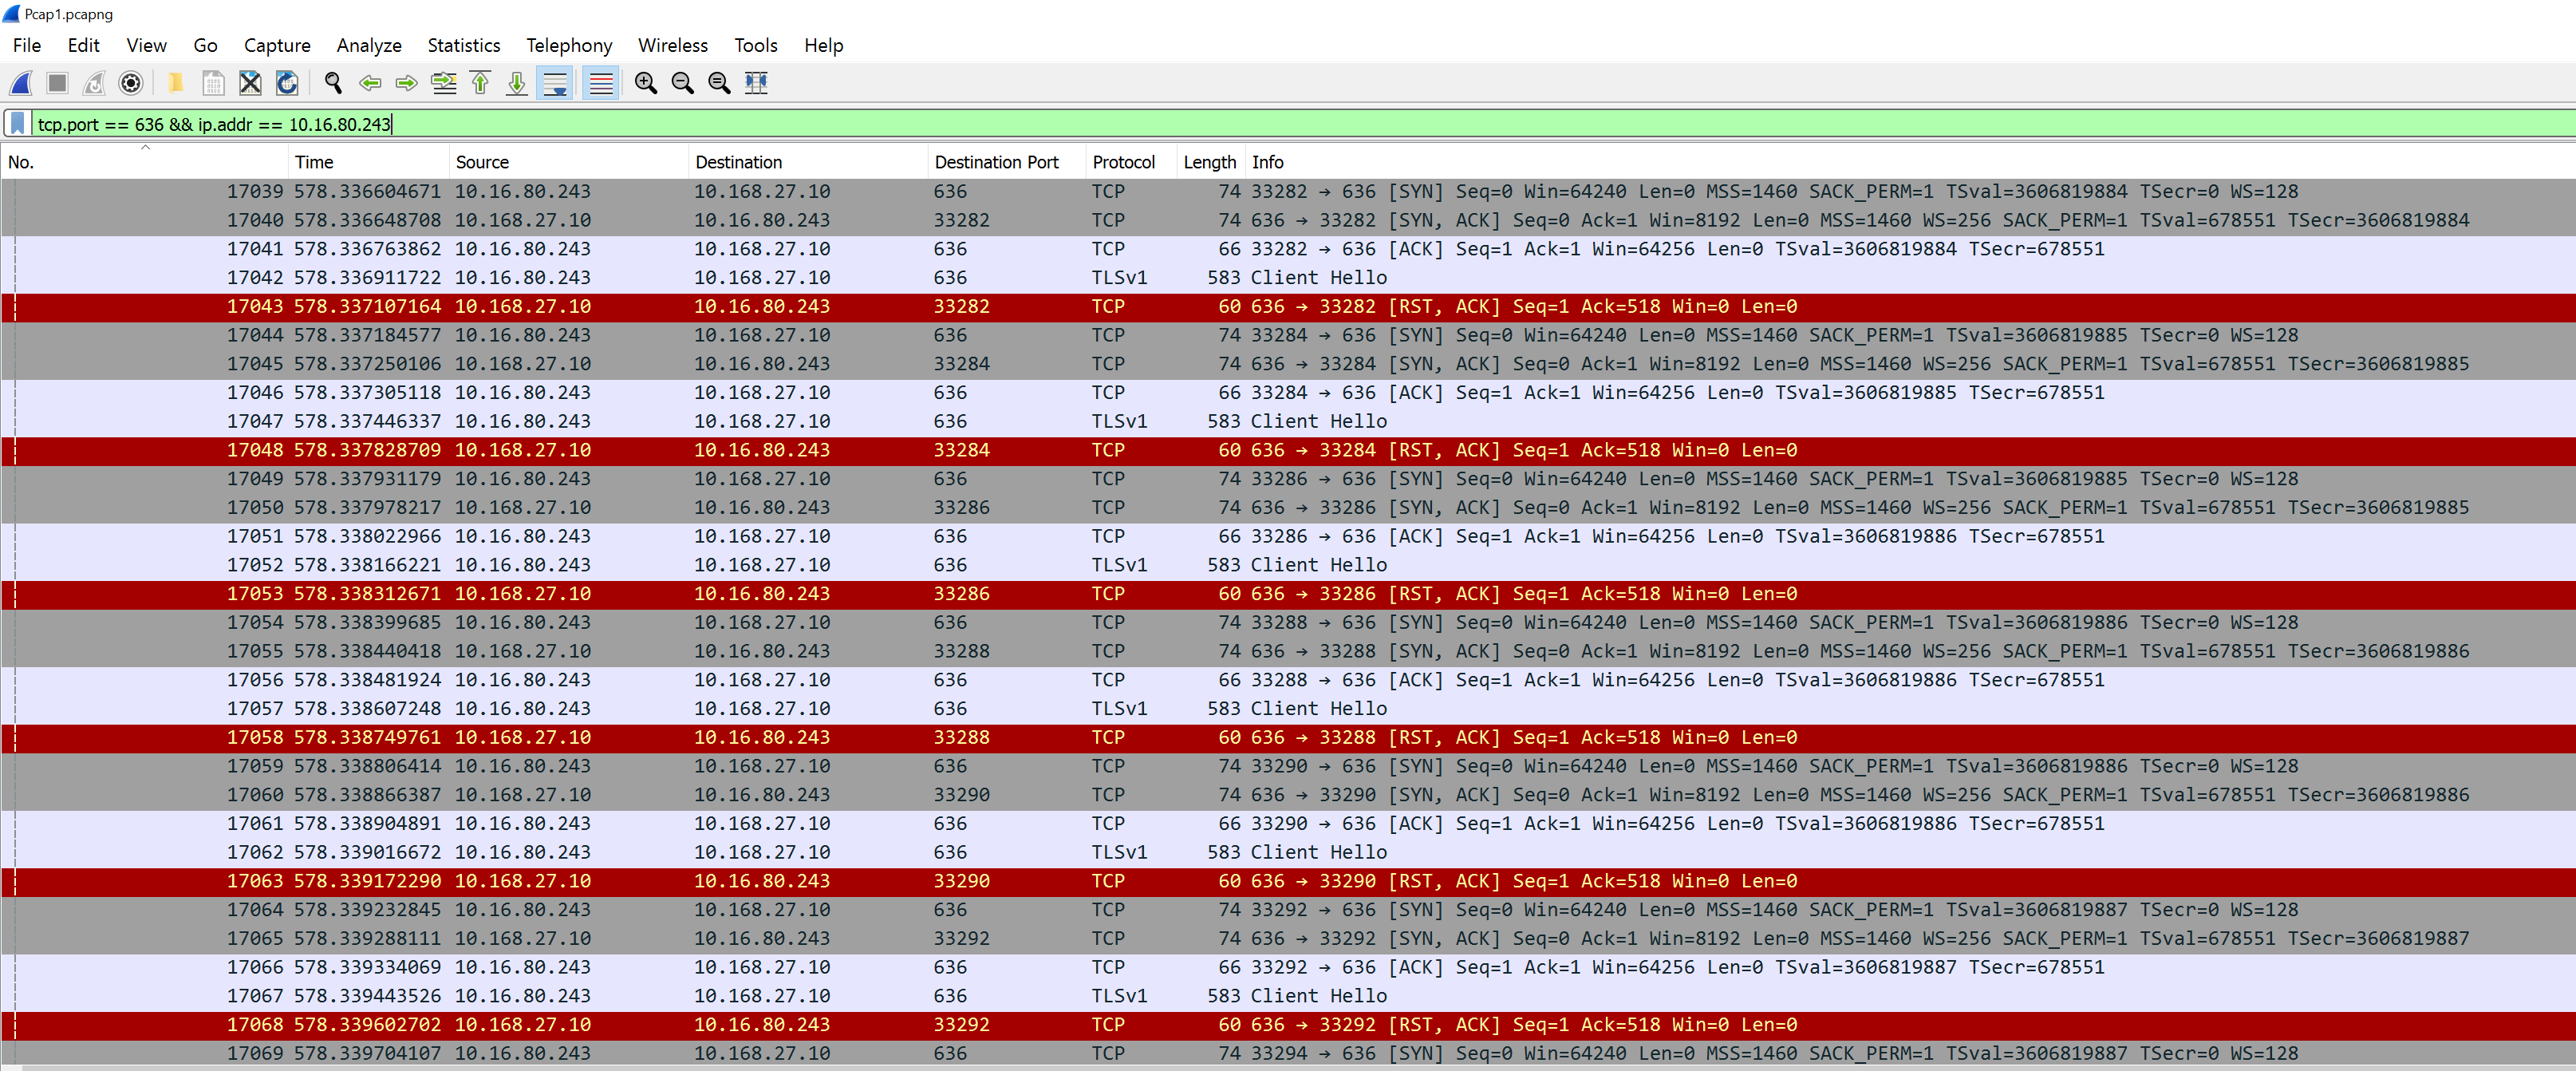 Pcap1.pcapng
File Edit View Go Capture Analyze Statistics Telephony Wireless Tools Help
tcp.port == 636 && ip.addr == 10.16.80.243
No. Time Source Destination Destination Port Protocol Length Info
17039 578.336604671 10.16.80.243 10.168.27.10 636 TCP 74 33282 → 636 [SYN] Seq=0 Win=64240 Len=0 MSS=1460 SACK_PERM=1 TSval=3606819884 TSecr=0 WS=128
17040 578.336648708 10.168.27.10 10.16.80.243 33282 TCP 74 636 → 33282 [SYN, ACK] Seq=0 Ack=1 Win=8192 Len=0 MSS=1460 WS=256 SACK_PERM=1 TSval=678551 TSecr=3606819884
17041 578.336763862 10.16.80.243 10.168.27.10 636 TCP 66 33282 → 636 [ACK] Seq=1 Ack=1 Win=64256 Len=0 TSval=3606819884 TSecr=678551
17042 578.336911722 10.16.80.243 10.168.27.10 636 TLSv1 583 Client Hello
17043 578.337107164 10.168.27.10 10.16.80.243 33282 TCP 60 636 → 33282 [RST, ACK] Seq=1 Ack=518 Win=0 Len=0
17044 578.337184577 10.16.80.243 10.168.27.10 636 TCP 74 33284 → 636 [SYN] Seq=0 Win=64240 Len=0 MSS=1460 SACK_PERM=1 TSval=3606819885 TSecr=0 WS=128
17045 578.337250106 10.168.27.10 10.16.80.243 33284 TCP 74 636 → 33284 [SYN, ACK] Seq=0 Ack=1 Win=8192 Len=0 MSS=1460 WS=256 SACK_PERM=1 TSval=678551 TSecr=3606819885
17046 578.337305118 10.16.80.243 10.168.27.10 636 TCP 66 33284 → 636 [ACK] Seq=1 Ack=1 Win=64256 Len=0 TSval=3606819885 TSecr=678551
17047 578.337446337 10.16.80.243 10.168.27.10 636 TLSv1 583 Client Hello
17048 578.337828709 10.168.27.10 10.16.80.243 33284 TCP 60 636 → 33284 [RST, ACK] Seq=1 Ack=518 Win=0 Len=0
17049 578.337931179 10.16.80.243 10.168.27.10 636 TCP 74 33286 → 636 [SYN] Seq=0 Win=64240 Len=0 MSS=1460 SACK_PERM=1 TSval=3606819885 TSecr=0 WS=128
17050 578.337978217 10.168.27.10 10.16.80.243 33286 TCP 74 636 → 33286 [SYN, ACK] Seq=0 Ack=1 Win=8192 Len=0 MSS=1460 WS=256 SACK_PERM=1 TSval=678551 TSecr=3606819885
17051 578.338022966 10.16.80.243 10.168.27.10 636 TCP 66 33286 → 636 [ACK] Seq=1 Ack=1 Win=64256 Len=0 TSval=3606819886 TSecr=678551
17052 578.338166221 10.16.80.243 10.168.27.10 636 TLSv1 583 Client Hello
17053 578.338312671 10.168.27.10 10.16.80.243 33286 TCP 60 636 → 33286 [RST, ACK] Seq=1 Ack=518 Win=0 Len=0
17054 578.338399685 10.16.80.243 10.168.27.10 636 TCP 74 33288 → 636 [SYN] Seq=0 Win=64240 Len=0 MSS=1460 SACK_PERM=1 TSval=3606819886 TSecr=0 WS=128
17055 578.338440418 10.168.27.10 10.16.80.243 33288 TCP 74 636 → 33288 [SYN, ACK] Seq=0 Ack=1 Win=8192 Len=0 MSS=1460 WS=256 SACK_PERM=1 TSval=678551 TSecr=3606819886
17056 578.338481924 10.16.80.243 10.168.27.10 636 TCP 66 33288 → 636 [ACK] Seq=1 Ack=1 Win=64256 Len=0 TSval=3606819886 TSecr=678551
17057 578.338607248 10.16.80.243 10.168.27.10 636 TLSv1 583 Client Hello
17058 578.338749761 10.168.27.10 10.16.80.243 33288 TCP 60 636 → 33288 [RST, ACK] Seq=1 Ack=518 Win=0 Len=0
17059 578.338806414 10.16.80.243 10.168.27.10 636 TCP 74 33290 → 636 [SYN] Seq=0 Win=64240 Len=0 MSS=1460 SACK_PERM=1 TSval=3606819886 TSecr=0 WS=128
17060 578.338866387 10.168.27.10 10.16.80.243 33290 TCP 74 636 → 33290 [SYN, ACK] Seq=0 Ack=1 Win=8192 Len=0 MSS=1460 WS=256 SACK_PERM=1 TSval=678551 TSecr=3606819886
17061 578.338904891 10.16.80.243 10.168.27.10 636 TCP 66 33290 → 636 [ACK] Seq=1 Ack=1 Win=64256 Len=0 TSval=3606819886 TSecr=678551
17062 578.339016672 10.16.80.243 10.168.27.10 636 TLSv1 583 Client Hello
17063 578.339172290 10.168.27.10 10.16.80.243 33290 TCP 60 636 → 33290 [RST, ACK] Seq=1 Ack=518 Win=0 Len=0
17064 578.339232845 10.16.80.243 10.168.27.10 636 TCP 74 33292 → 636 [SYN] Seq=0 Win=64240 Len=0 MSS=1460 SACK_PERM=1 TSval=3606819887 TSecr=0 WS=128
17065 578.339288111 10.168.27.10 10.16.80.243 33292 TCP 74 636 → 33292 [SYN, ACK] Seq=0 Ack=1 Win=8192 Len=0 MSS=1460 WS=256 SACK_PERM=1 TSval=678551 TSecr=3606819887
17066 578.339334069 10.16.80.243 10.168.27.10 636 TCP 66 33292 → 636 [ACK] Seq=1 Ack=1 Win=64256 Len=0 TSval=3606819887 TSecr=678551
17067 578.339443526 10.16.80.243 10.168.27.10 636 TLSv1 583 Client Hello
17068 578.339602702 10.168.27.10 10.16.80.243 33292 TCP 60 636 → 33292 [RST, ACK] Seq=1 Ack=518 Win=0 Len=0
17069 578.339704107 10.16.80.243 10.168.27.10 636 TCP 74 33294 → 636 [SYN] Seq=0 Win=64240 Len=0 MSS=1460 SACK_PERM=1 TSval=3606819887 TSecr=0 WS=128